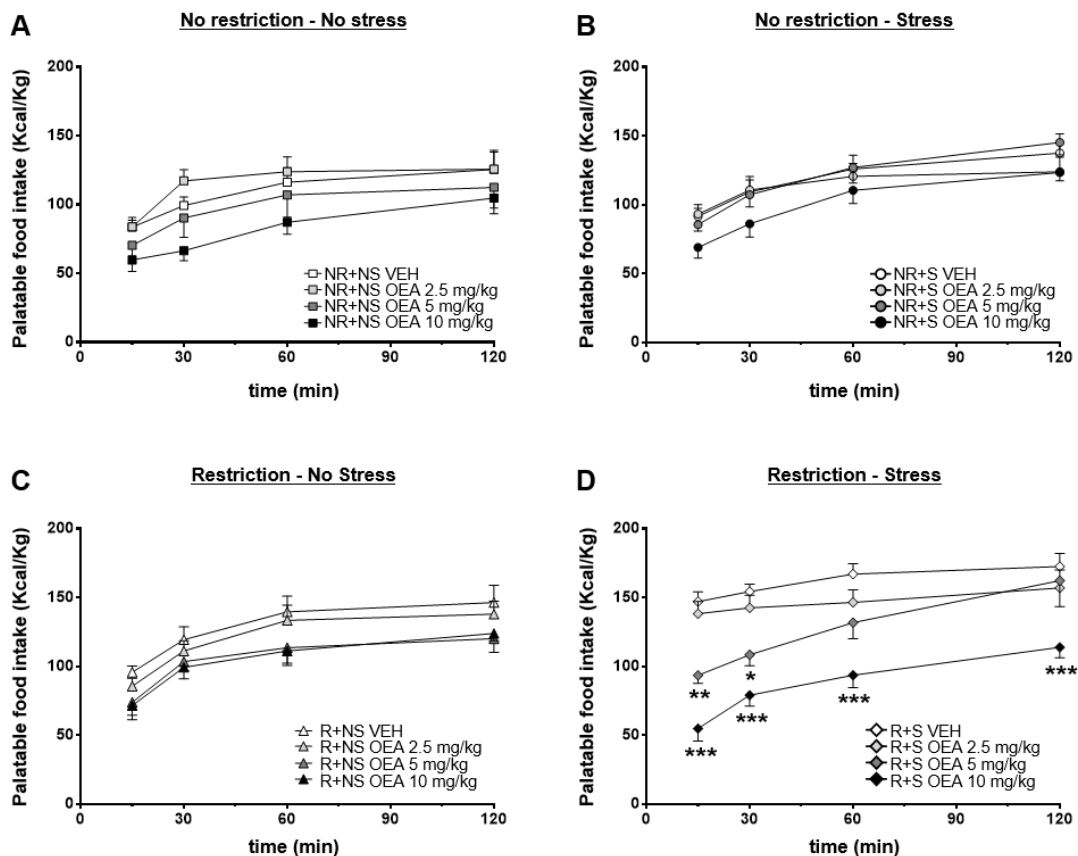 A
No restriction - No stress
Palatable food intake (Kcal/Kg)
200
150
100
50
0
NR+NS VEH
NR+NS OEA 2.5 mg/kg
NR+NS OEA 5 mg/kg
NR+NS OEA 10 mg/kg
0 30 60 90 120
time (min)
B
No restriction - Stress
Palatable food intake (Kcal/Kg)
200
150
100
50
0
NR+S VEH
NR+S OEA 2.5 mg/kg
NR+S OEA 5 mg/kg
NR+S OEA 10 mg/kg
0 30 60 90 120
time (min)
C
Restriction - No Stress
Palatable food intake (Kcal/Kg)
200
150
100
50
0
R+NS VEH
R+NS OEA 2.5 mg/kg
R+NS OEA 5 mg/kg
R+NS OEA 10 mg/kg
0 30 60 90 120
time (min)
D
Restriction - Stress
Palatable food intake (Kcal/Kg)
200
150
100
50
0
** * 
*** *** *** ***
R+S VEH
R+S OEA 2.5 mg/kg
R+S OEA 5 mg/kg
R+S OEA 10 mg/kg
0 30 60 90 120
time (min)